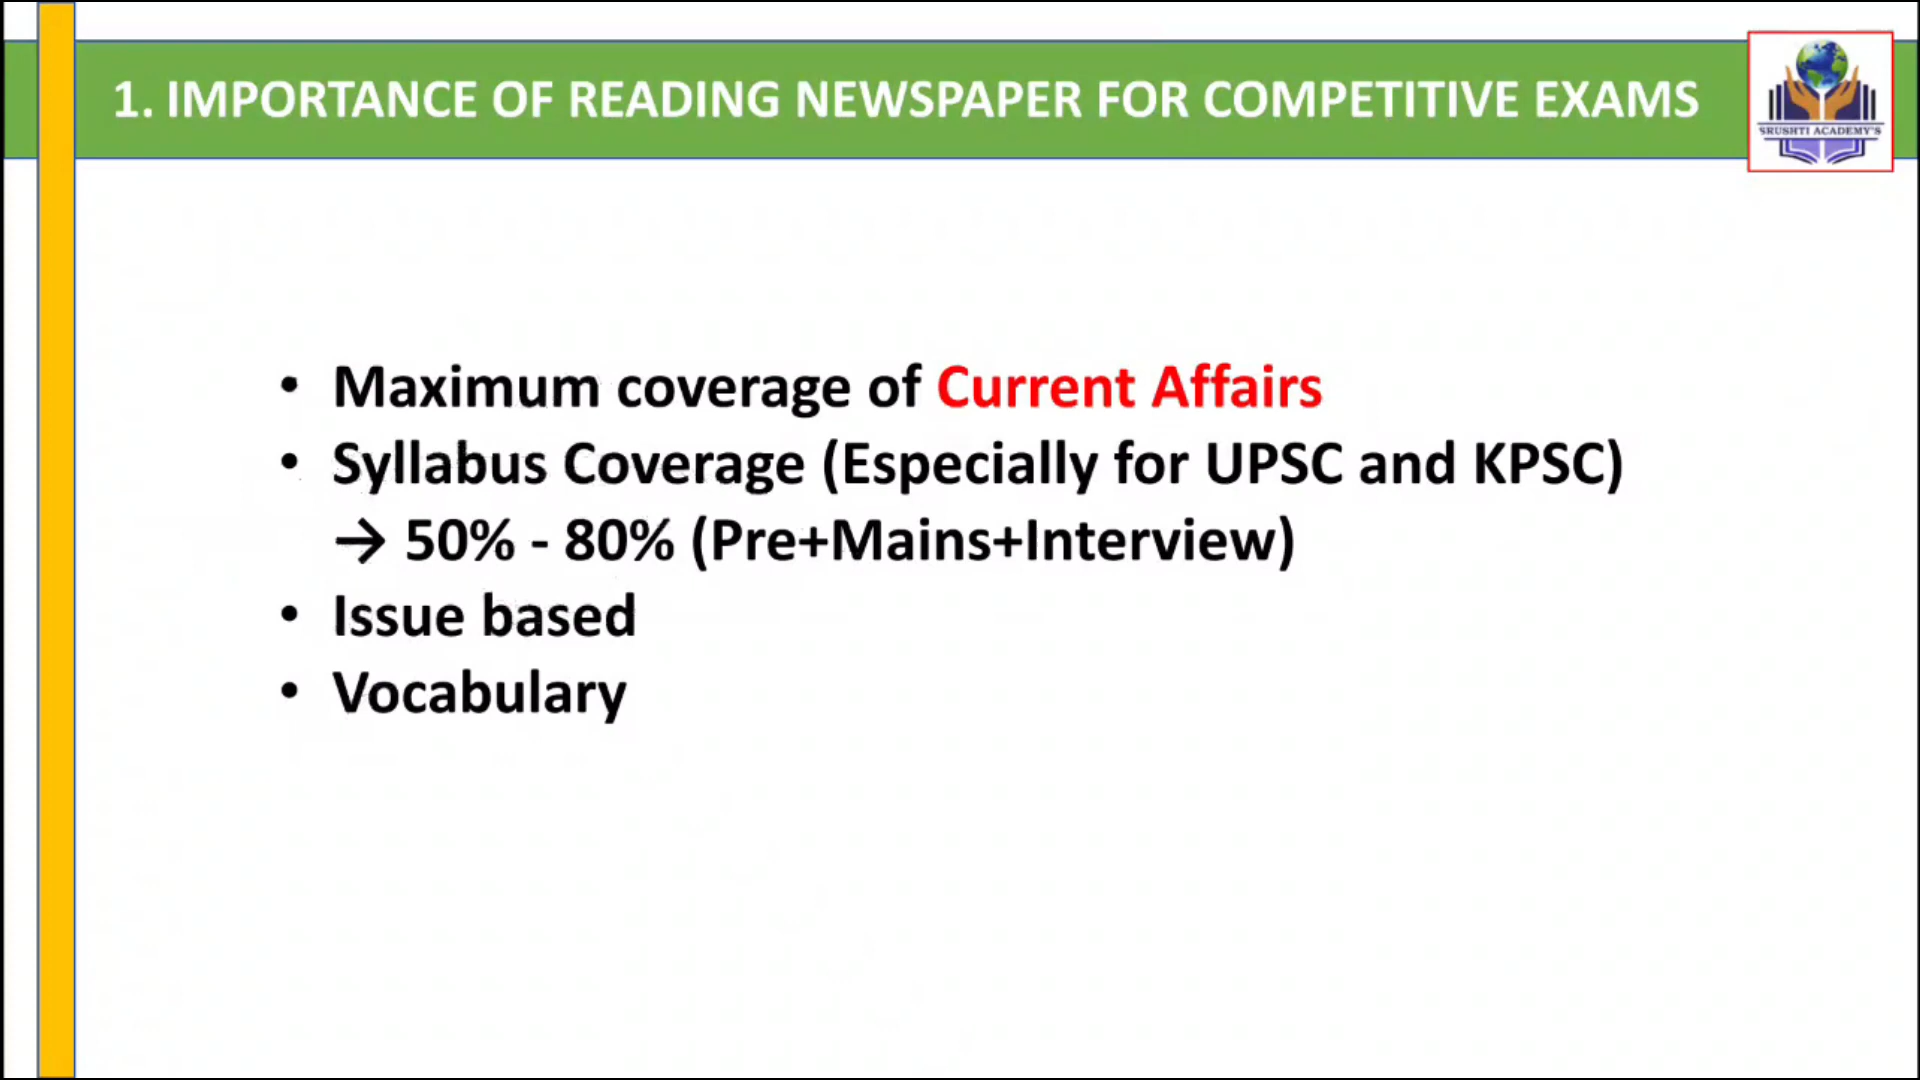 1. IMPORTANCE OF READING NEWSPAPER FOR COMPETITIVE EXAMS
SRUSHTI ACADEMY'S
• Maximum coverage of Current Affairs
• Syllabus Coverage (Especially for UPSC and KPSC)
→ 50% - 80% (Pre+Mains+Interview)
• Issue based
• Vocabulary